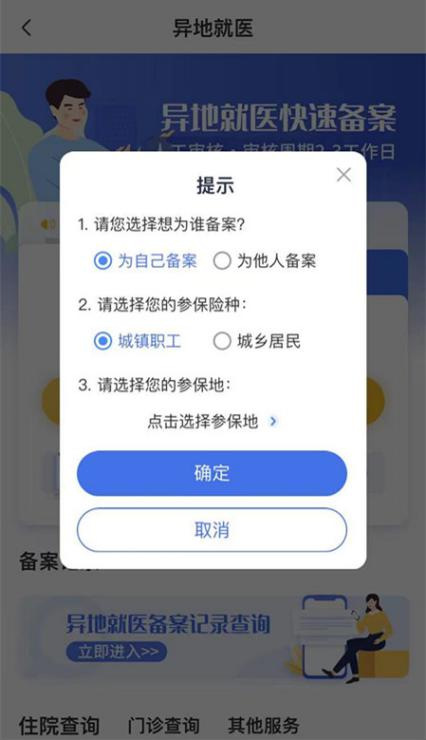 异地就医
异地就医快速备案
人工审核·审核周期2-3工作日
提示
1. 请您选择想为谁备案?
为自己备案 为他人备案
2. 请选择您的参保险种:
城镇职工 城乡居民
3. 请选择您的参保地:
点击选择参保地 >
确定
取消
备案
异地就医备案记录查询
立即进入>>
住院查询 门诊查询 其他服务